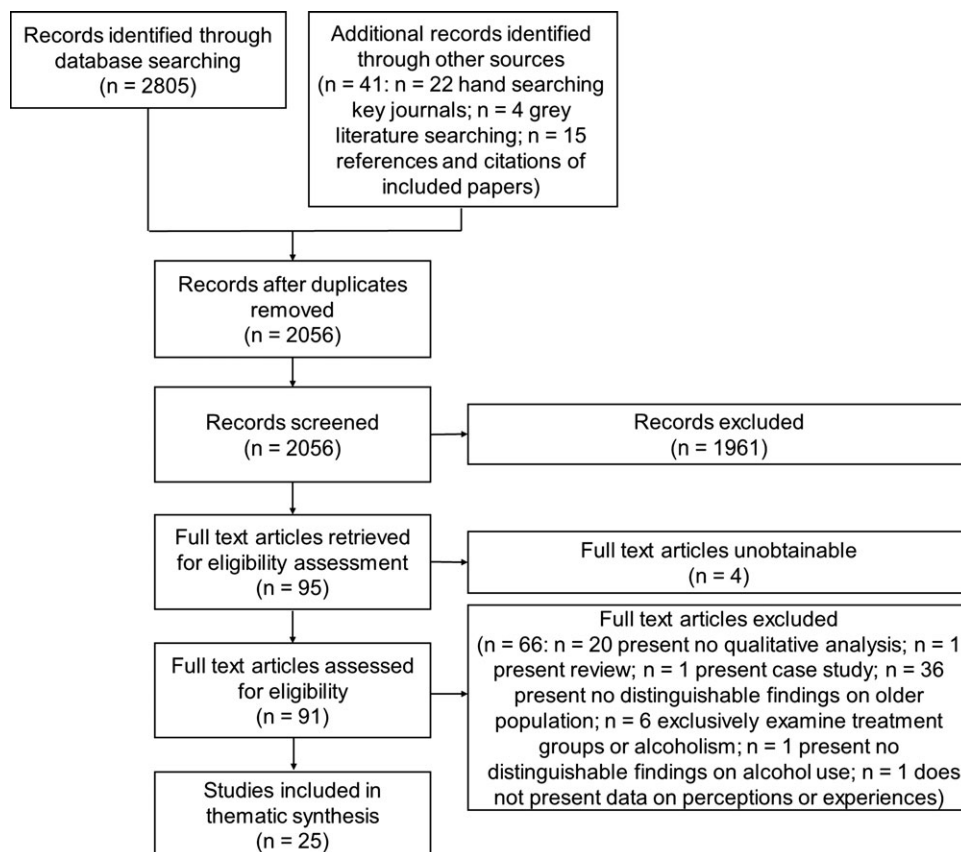 Records identified through
database searching
(n = 2805)
Additional records identified
through other sources
(n = 41: n = 22 hand searching
key journals; n = 4 grey
literature searching; n = 15
references and citations of
included papers)
Records after duplicates
removed
(n = 2056)
Records screened
(n = 2056)
Records excluded
(n = 1961)
Full text articles retrieved
for eligibility assessment
(n = 95)
Full text articles unobtainable
(n = 4)
Full text articles assessed
for eligibility
(n = 91)
Full text articles excluded
(n = 66: n = 20 present no qualitative analysis; n = 1
present review; n = 1 present case study; n = 36
present no distinguishable findings on older
population; n = 6 exclusively examine treatment
groups or alcoholism; n = 1 present no
distinguishable findings on alcohol use; n = 1 does
not present data on perceptions or experiences)
Studies included in
thematic synthesis
(n = 25)